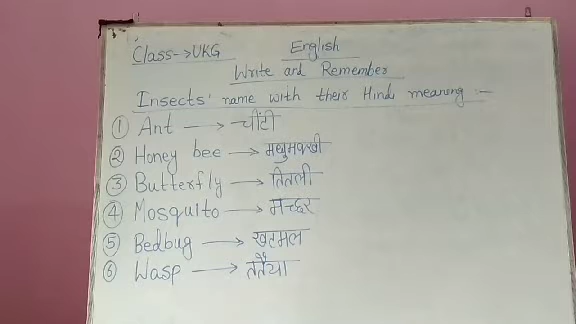 Class→UKG English
Write and Remember
Insects' name with their Hindi meaning :-
① Ant → चींटी
② Honey bee → मधुमक्खी
③ Butterfly → तितली
④ Mosquito → मच्छर
⑤ Bedbug → खटमल
⑥ Wasp → ततैया